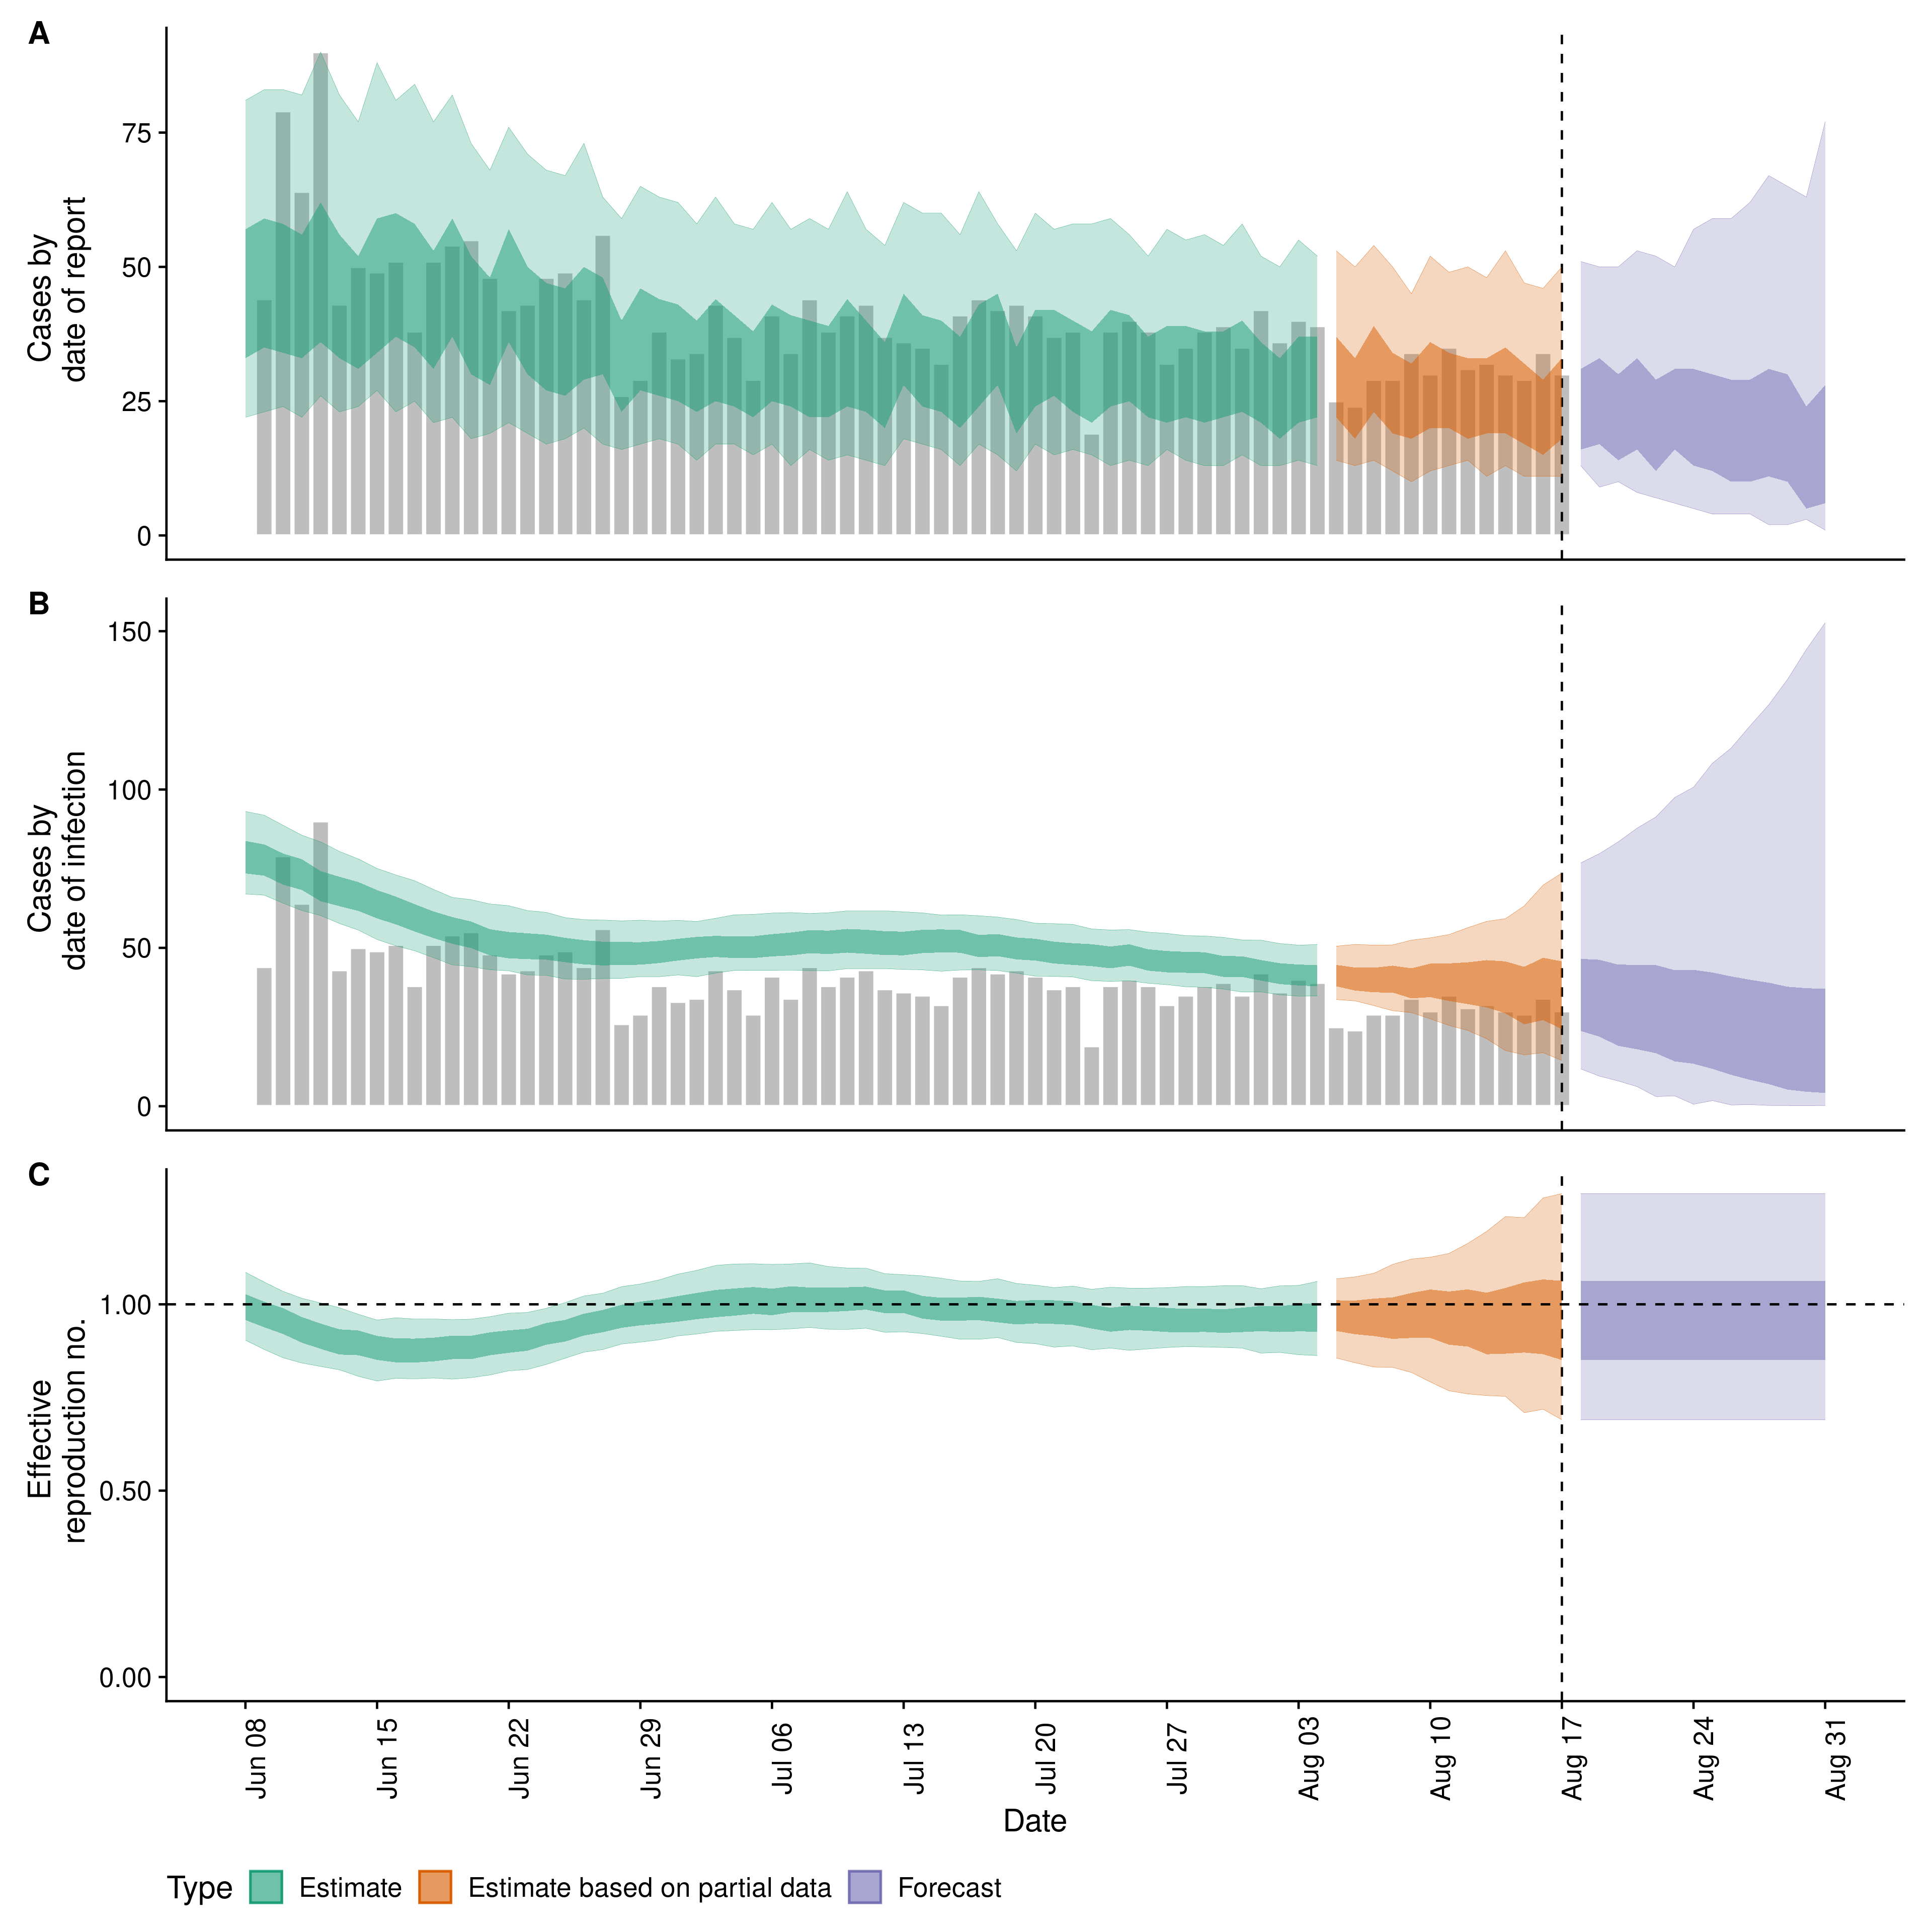 A
Cases by
date of report
75
50
25
0
B
Cases by
date of infection
150
100
50
0
C
Effective
reproduction no.
1.00
0.50
0.00
Jun 08
Jun 15
Jun 22
Jun 29
Jul 06
Jul 13
Jul 20
Jul 27
Aug 03
Aug 10
Aug 17
Aug 24
Aug 31
Date
Type Estimate Estimate based on partial data Forecast